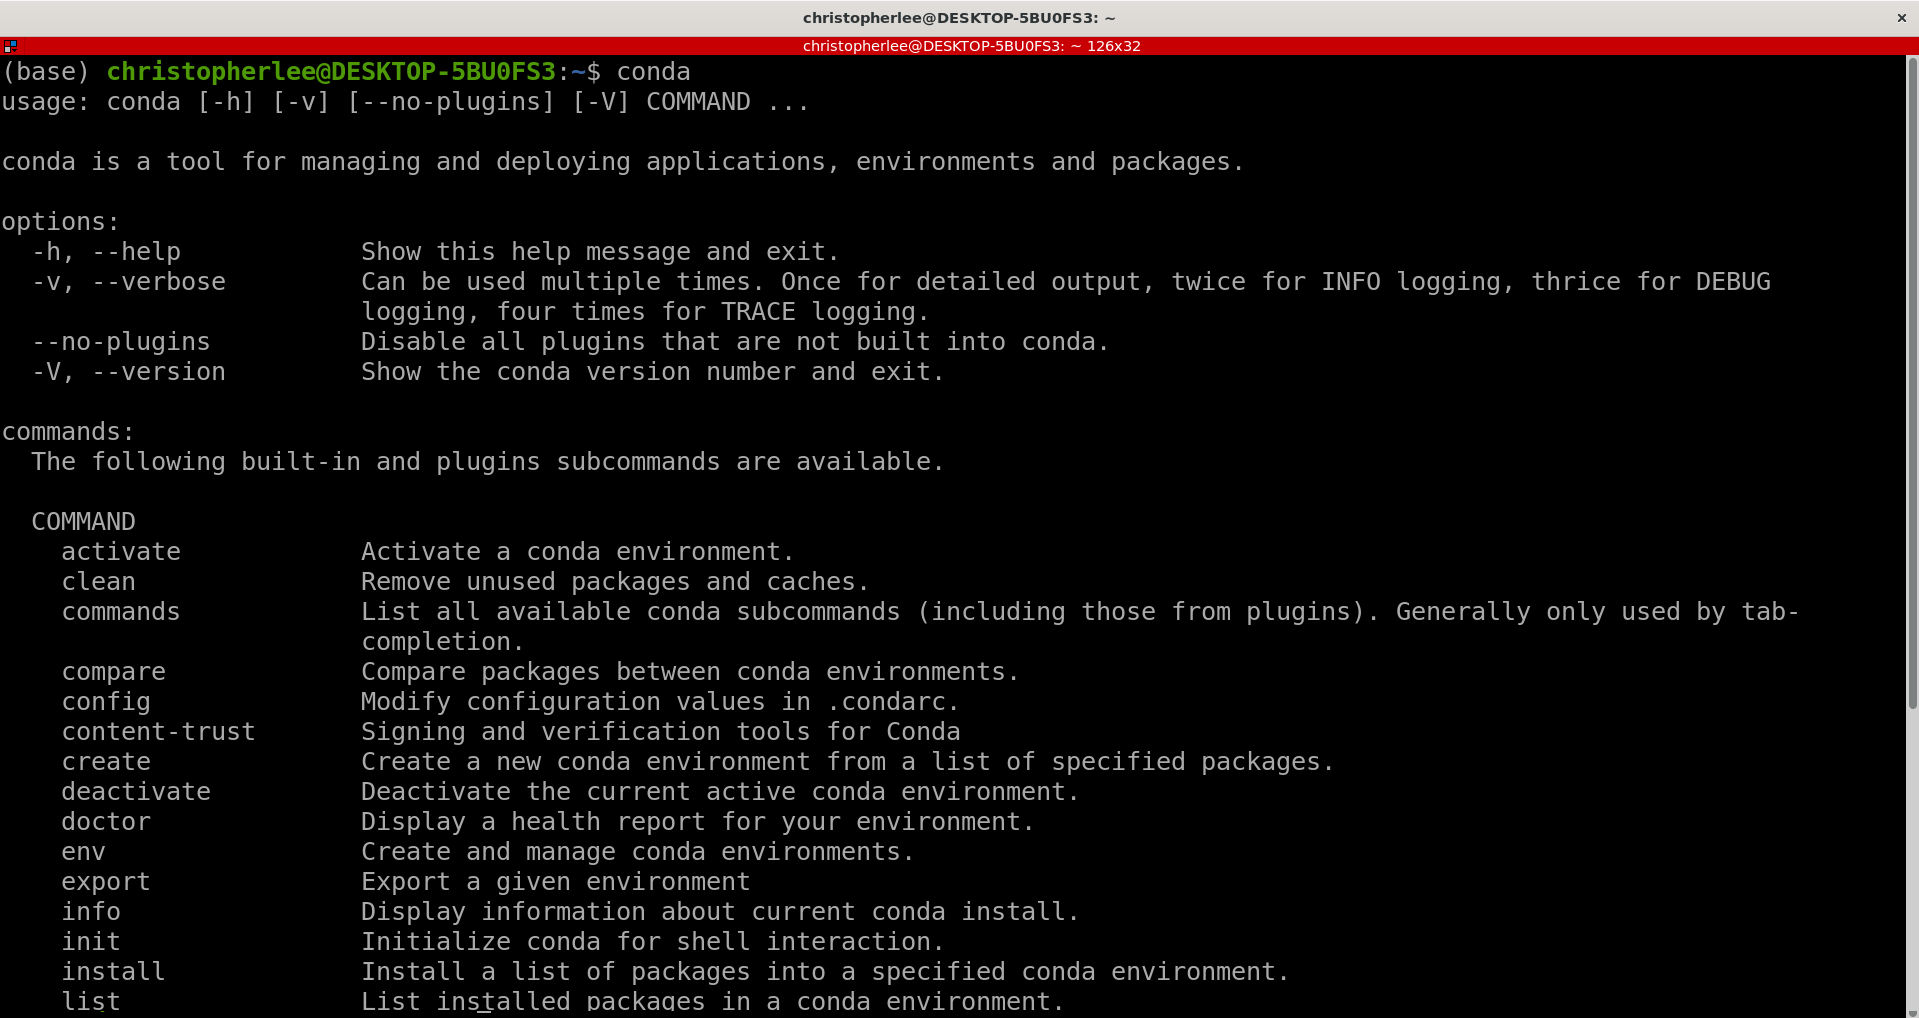 christopherlee@DESKTOP-5BU0FS3: ~
christopherlee@DESKTOP-5BU0FS3: ~ 126x32
(base) christopherlee@DESKTOP-5BU0FS3:~$ conda
usage: conda [-h] [-v] [--no-plugins] [-V] COMMAND ...
conda is a tool for managing and deploying applications, environments and packages.
options:
  -h, --help            Show this help message and exit.
  -v, --verbose         Can be used multiple times. Once for detailed output, twice for INFO logging, thrice for DEBUG
                        logging, four times for TRACE logging.
  --no-plugins          Disable all plugins that are not built into conda.
  -V, --version         Show the conda version number and exit.
commands:
  The following built-in and plugins subcommands are available.
  COMMAND
    activate            Activate a conda environment.
    clean               Remove unused packages and caches.
    commands            List all available conda subcommands (including those from plugins). Generally only used by tab-
                        completion.
    compare             Compare packages between conda environments.
    config              Modify configuration values in .condarc.
    content-trust       Signing and verification tools for Conda
    create              Create a new conda environment from a list of specified packages.
    deactivate          Deactivate the current active conda environment.
    doctor              Display a health report for your environment.
    env                 Create and manage conda environments.
    export              Export a given environment
    info                Display information about current conda install.
    init                Initialize conda for shell interaction.
    install             Install a list of packages into a specified conda environment.
    list                List installed packages in a conda environment.